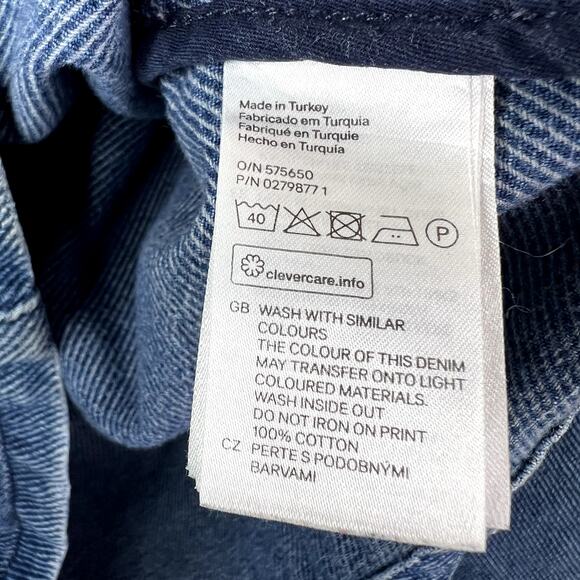 Made in Turkey
Fabricado em Turquia
Fabriqué en Turquie
Hecho en Turquía
O/N 575650
P/N 0279877 1
40 P
clevercare.info
GB WASH WITH SIMILAR
COLOURS
THE COLOUR OF THIS DENIM
MAY TRANSFER ONTO LIGHT
COLOURED MATERIALS.
WASH INSIDE OUT
DO NOT IRON ON PRINT
100% COTTON
CZ PERTE S PODOBNÝMI
BARVAMI